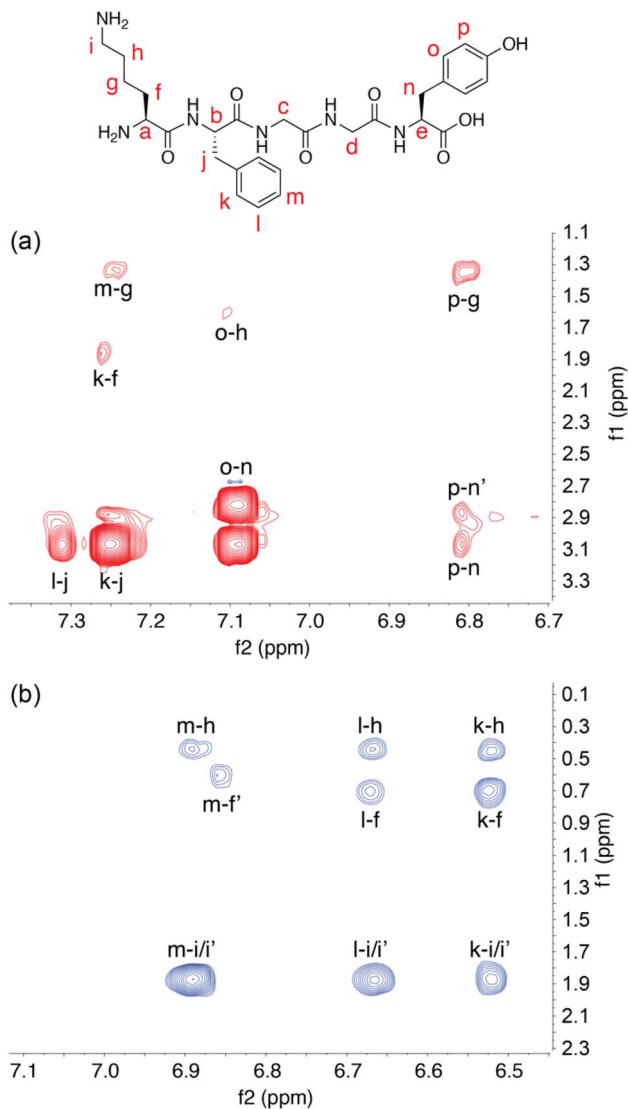 NH₂
i
h
g
f
H₂N
a
O
H
N
b
j
k
l
m
O
H
N
c
O
H
N
d
O
N
H
e
n
o
p
OH
O
OH
(a)
m-g
p-g
o-h
k-f
o-n
p-n'
l-j
k-j
p-n
1.1
1.3
1.5
1.7
1.9
2.1
2.3
2.5
2.7
2.9
3.1
3.3
f1 (ppm)
7.3 7.2 7.1 7.0 6.9 6.8 6.7
f2 (ppm)
(b)
m-h l-h k-h
m-f'
l-f k-f
m-i/i' l-i/i' k-i/i'
0.1
0.3
0.5
0.7
0.9
1.1
1.3
1.5
1.7
1.9
2.1
2.3
f1 (ppm)
7.1 7.0 6.9 6.8 6.7 6.6 6.5
f2 (ppm)